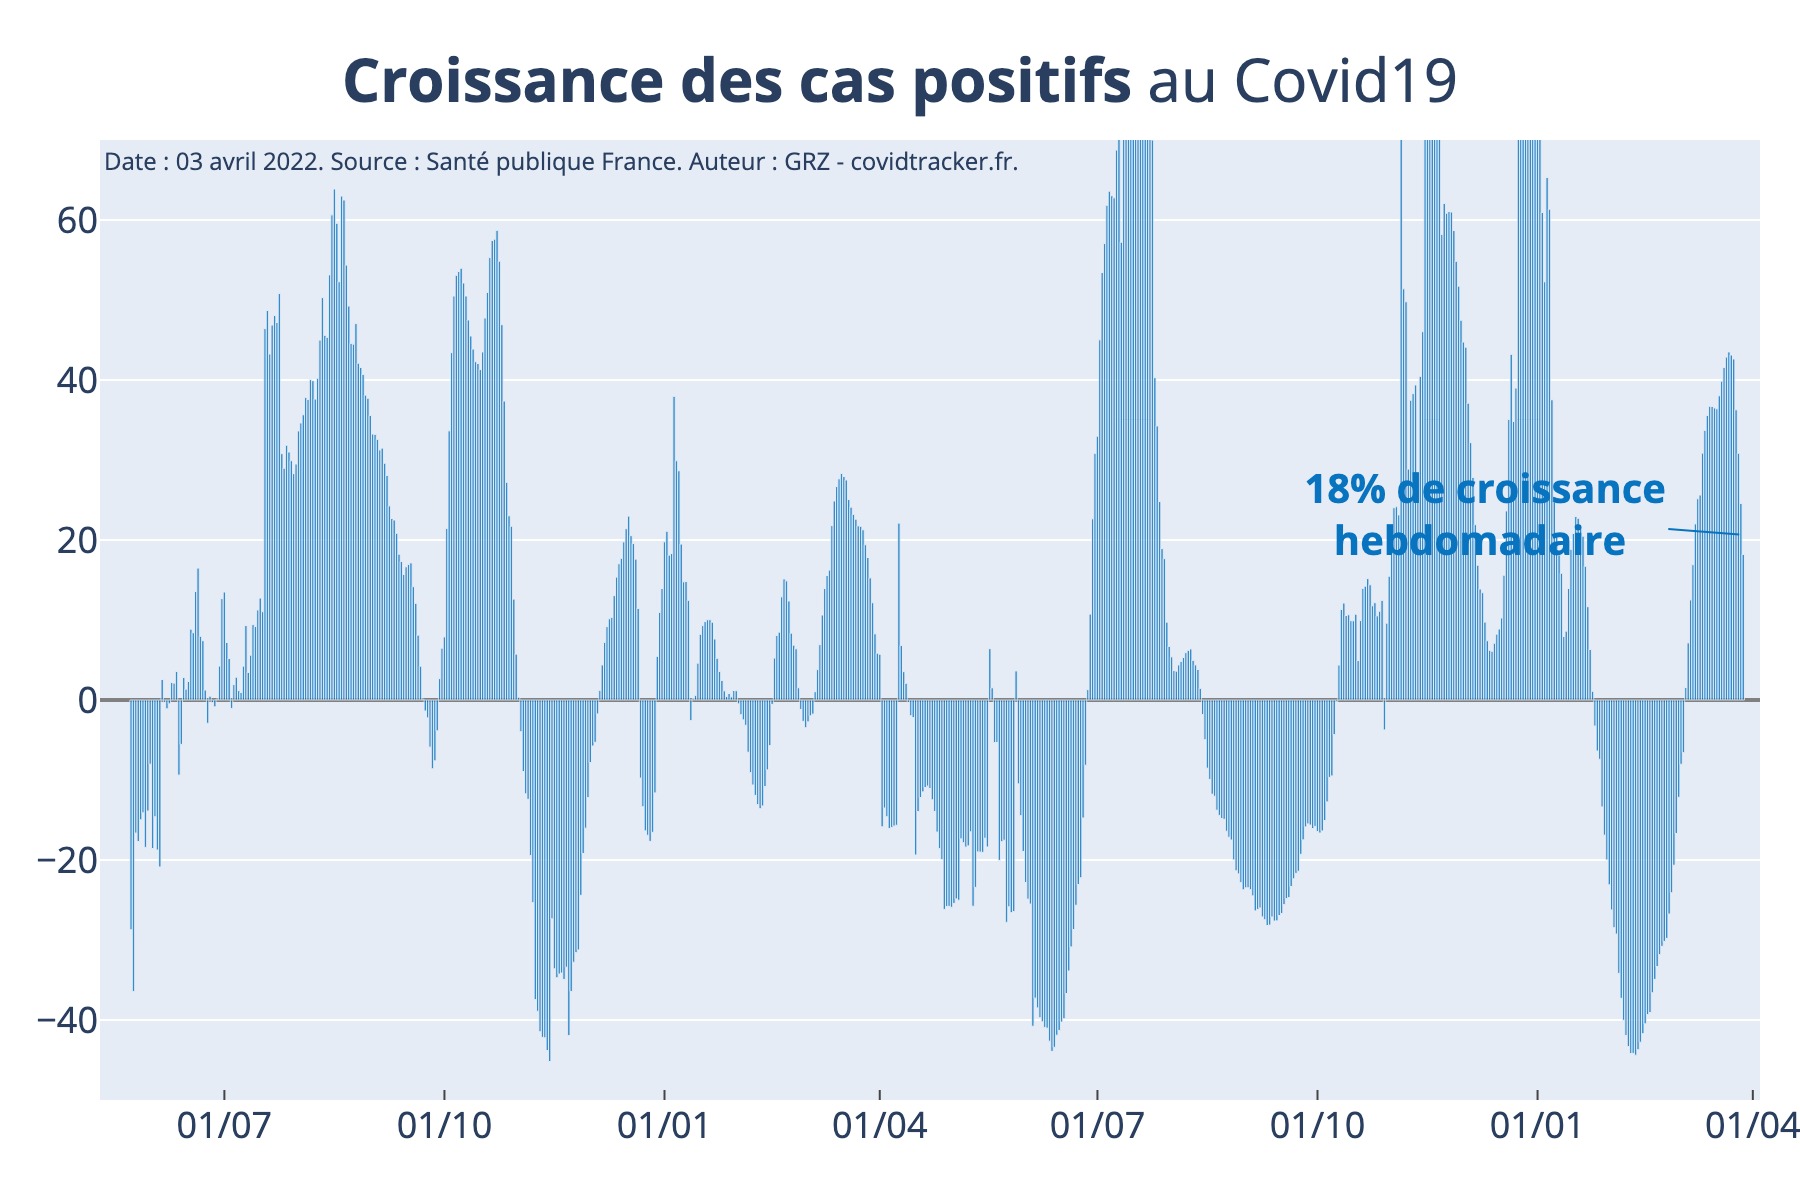 Croissance des cas positifs au Covid19
Date : 03 avril 2022. Source : Santé publique France. Auteur : GRZ - covidtracker.fr.
60
40
18% de croissance
hebdomadaire
20
0
−20
−40
01/07 01/10 01/01 01/04 01/07 01/10 01/01 01/04